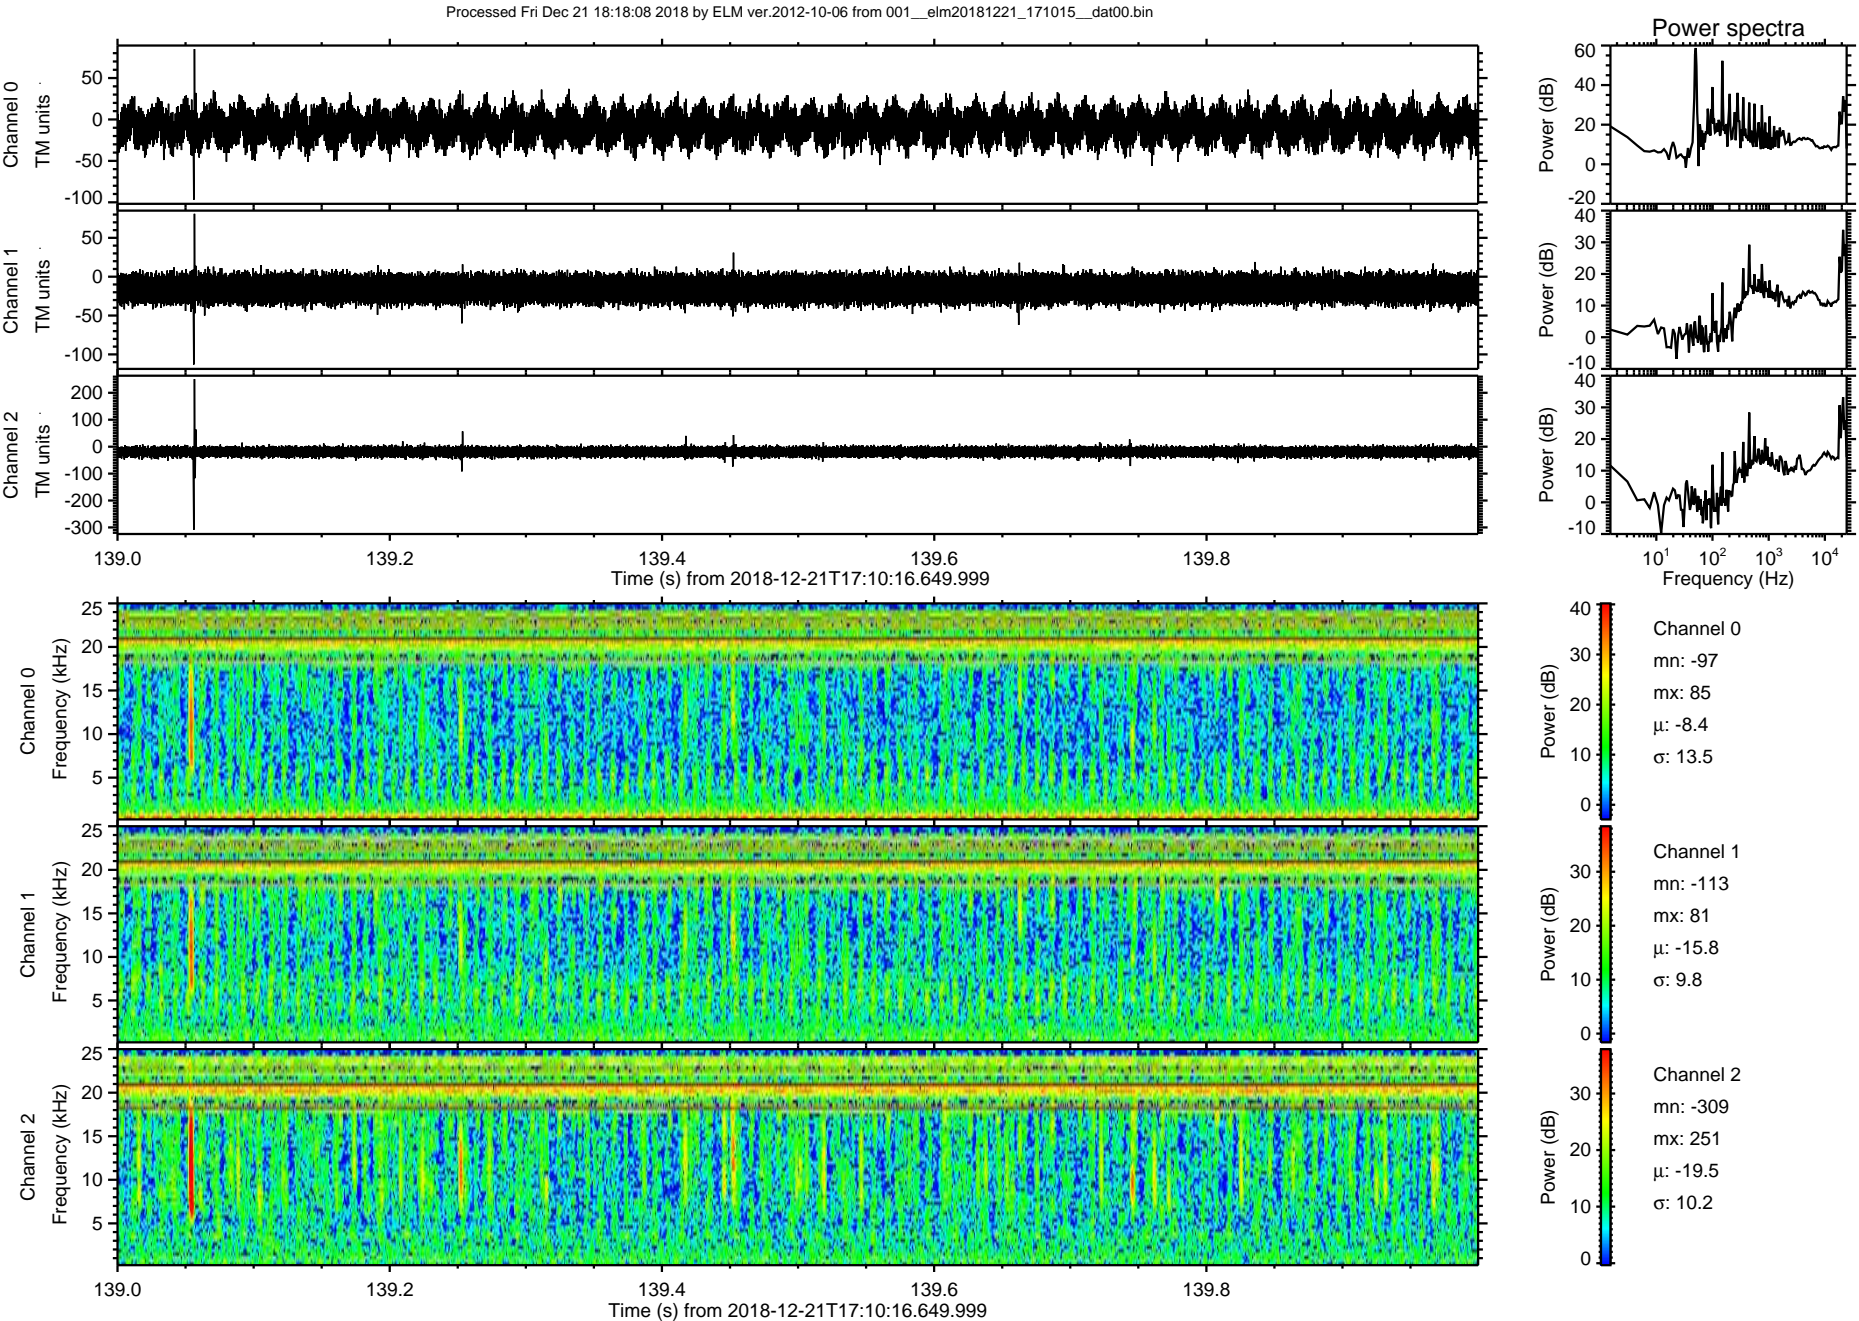 Processed Fri Dec 21 18:18:08 2018 by ELM ver.2012-10-06 from 001__elm20181221_171015__dat00.bin
Power spectra
Channel 0
TM units
50
0
-50
-100
Power (dB)
60
40
20
0
-20
Channel 1
TM units
50
0
-50
-100
Power (dB)
40
30
20
10
0
-10
Channel 2
TM units
200
100
0
-100
-200
-300
Power (dB)
40
30
20
10
0
-10
139.0 139.2 139.4 139.6 139.8
Time (s) from 2018-12-21T17:10:16.649.999
10¹ 10² 10³ 10⁴
Frequency (Hz)
Channel 0
Frequency (kHz)
25
20
15
10
5
Power (dB)
40
30
20
10
0
Channel 0
mn: -97
mx: 85
μ: -8.4
σ: 13.5
Channel 1
Frequency (kHz)
25
20
15
10
5
Power (dB)
30
20
10
0
Channel 1
mn: -113
mx: 81
μ: -15.8
σ: 9.8
Channel 2
Frequency (kHz)
25
20
15
10
5
Power (dB)
30
20
10
0
Channel 2
mn: -309
mx: 251
μ: -19.5
σ: 10.2
139.0 139.2 139.4 139.6 139.8
Time (s) from 2018-12-21T17:10:16.649.999